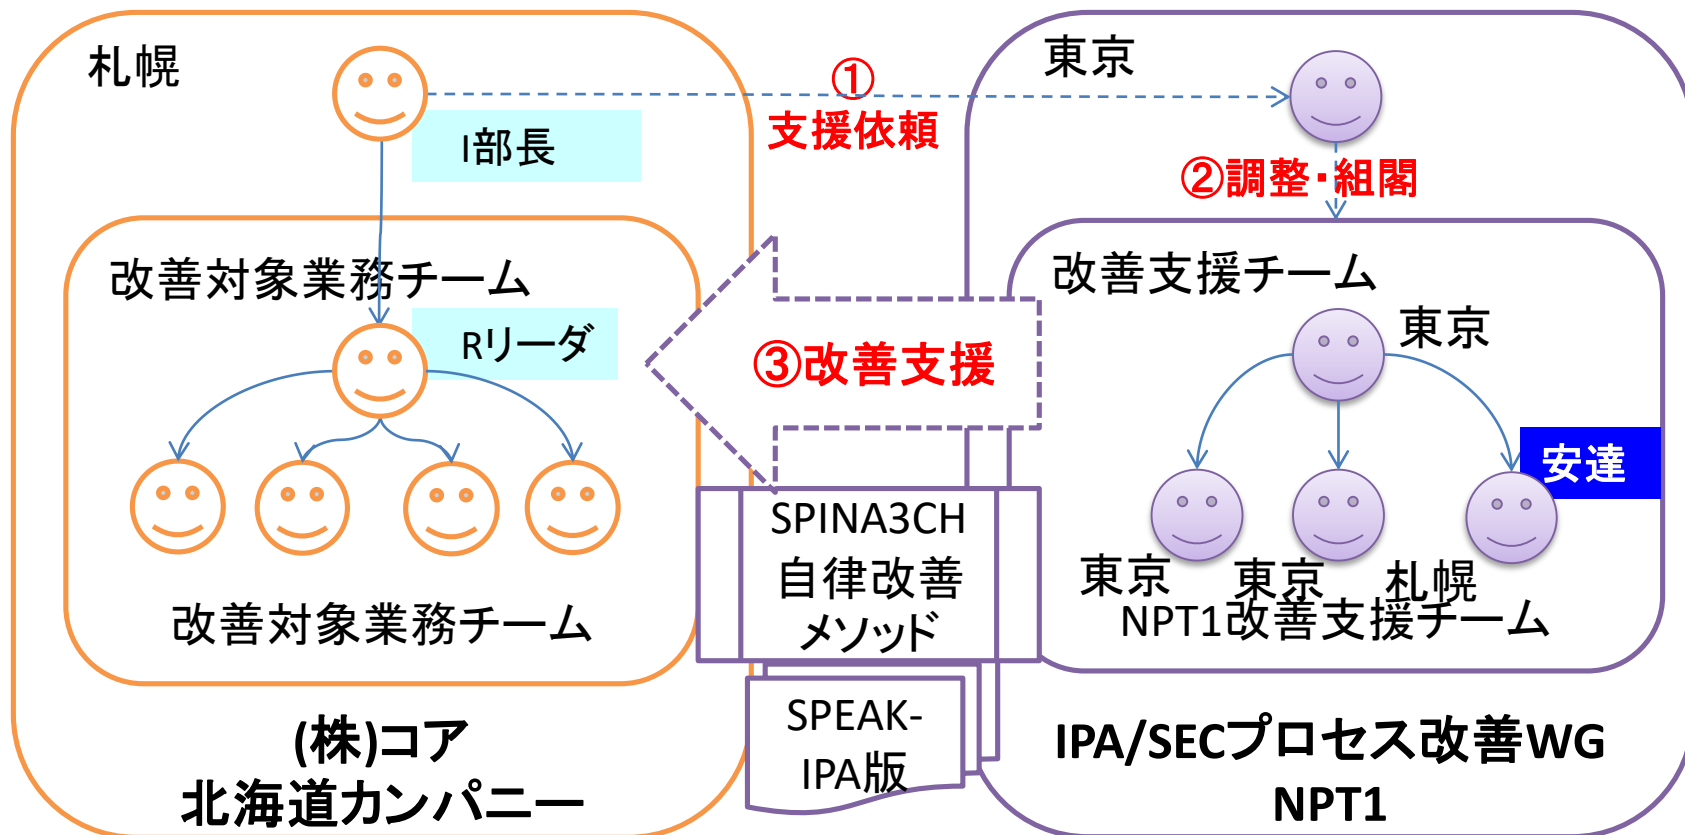 札幌
I部長
改善対象業務チーム
Rリーダ
改善対象業務チーム
(株)コア
北海道カンパニー
①
支援依頼
③改善支援
SPINA3CH
自律改善
メソッド
SPEAK-
IPA版
東京
②調整・組閣
改善支援チーム
東京
安達
東京
東京
札幌
NPT1改善支援チーム
IPA/SECプロセス改善WG
NPT1